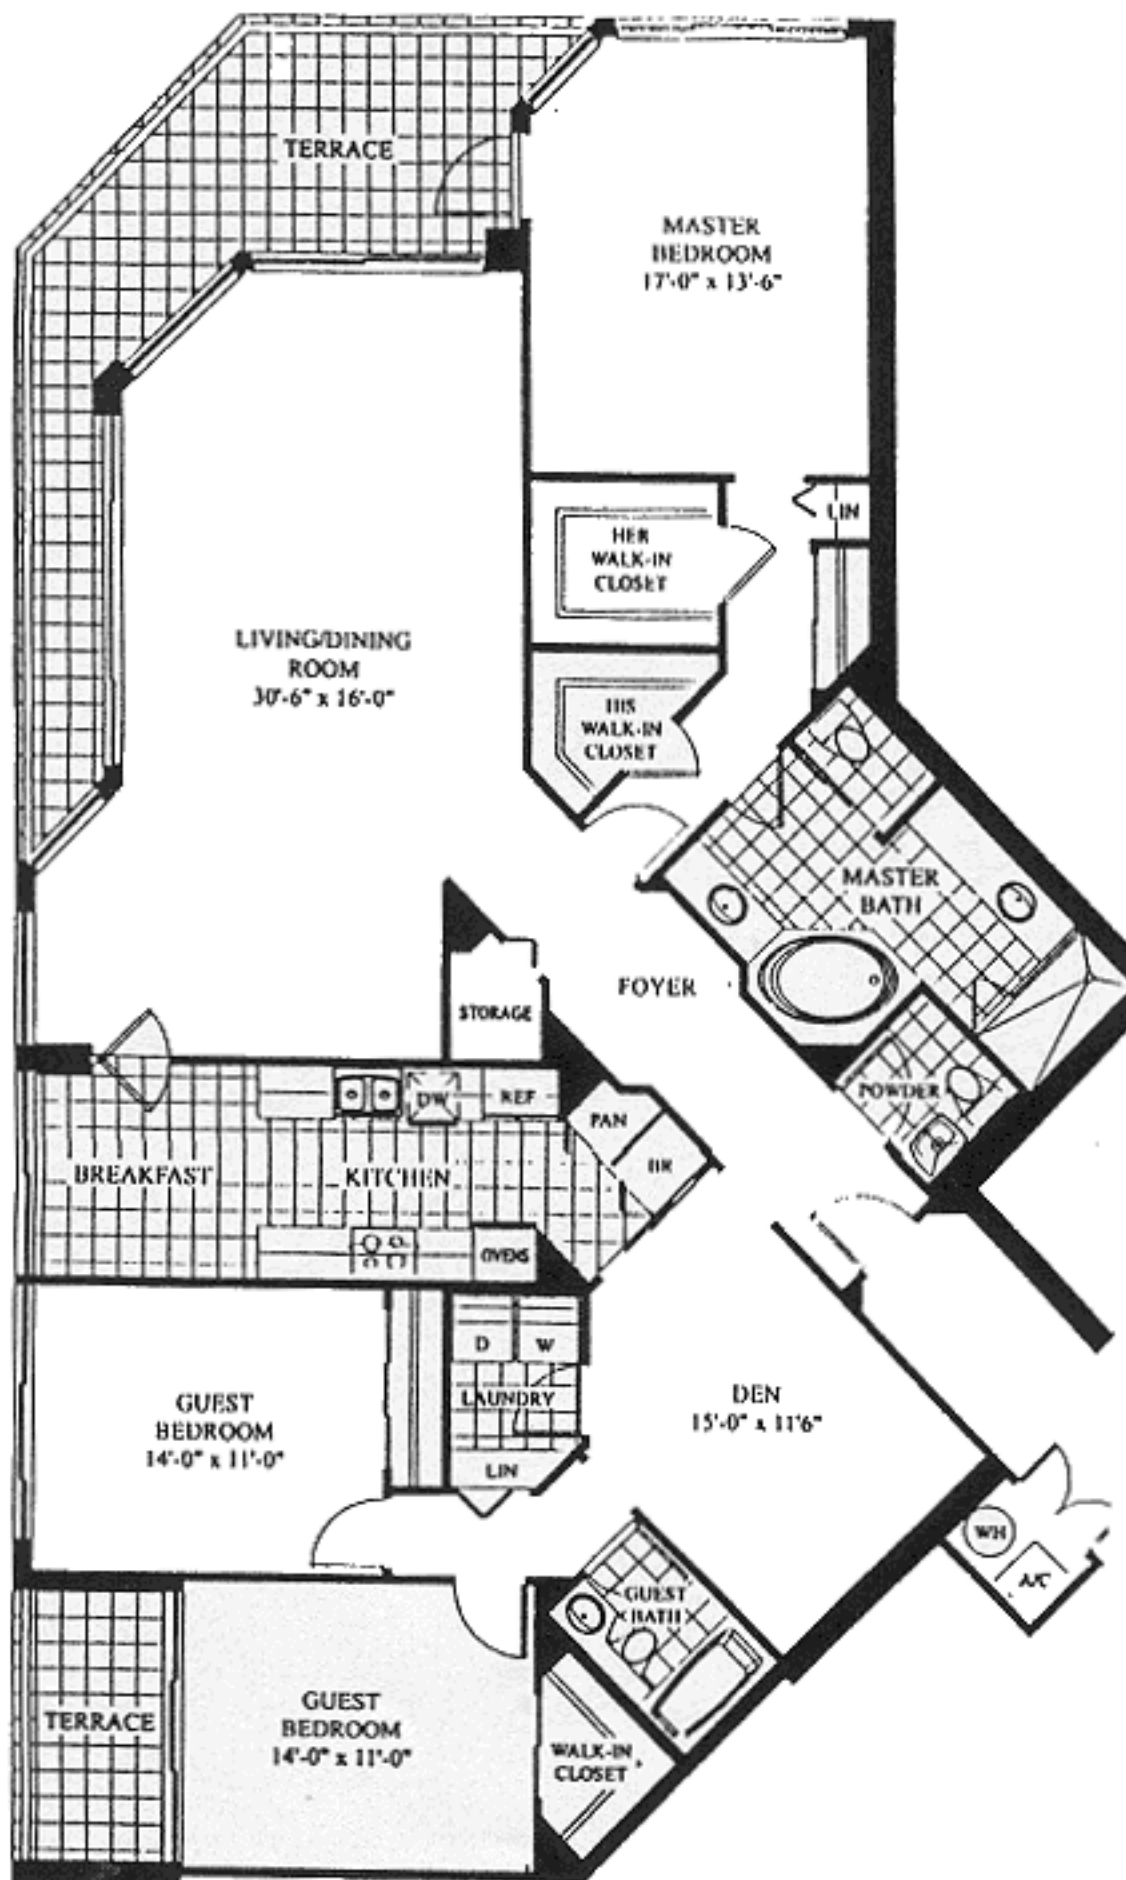 TERRACE
MASTER
BEDROOM
17'-0" x 13'-6"
LIN
HER
WALK-IN
CLOSET
LIVING/DINING
ROOM
30'-6" x 16'-0"
HIS
WALK-IN
CLOSET
MASTER
BATH
FOYER
STORAGE
POWDER
DW
REF
PAN
BR
BREAKFAST
KITCHEN
OVENS
D
W
LAUNDRY
LIN
GUEST
BEDROOM
14'-0" x 11'-0"
DEN
15'-0" x 11'6"
WH
A/C
GUEST
BATH
TERRACE
GUEST
BEDROOM
14'-0" x 11'-0"
WALK-IN
CLOSET